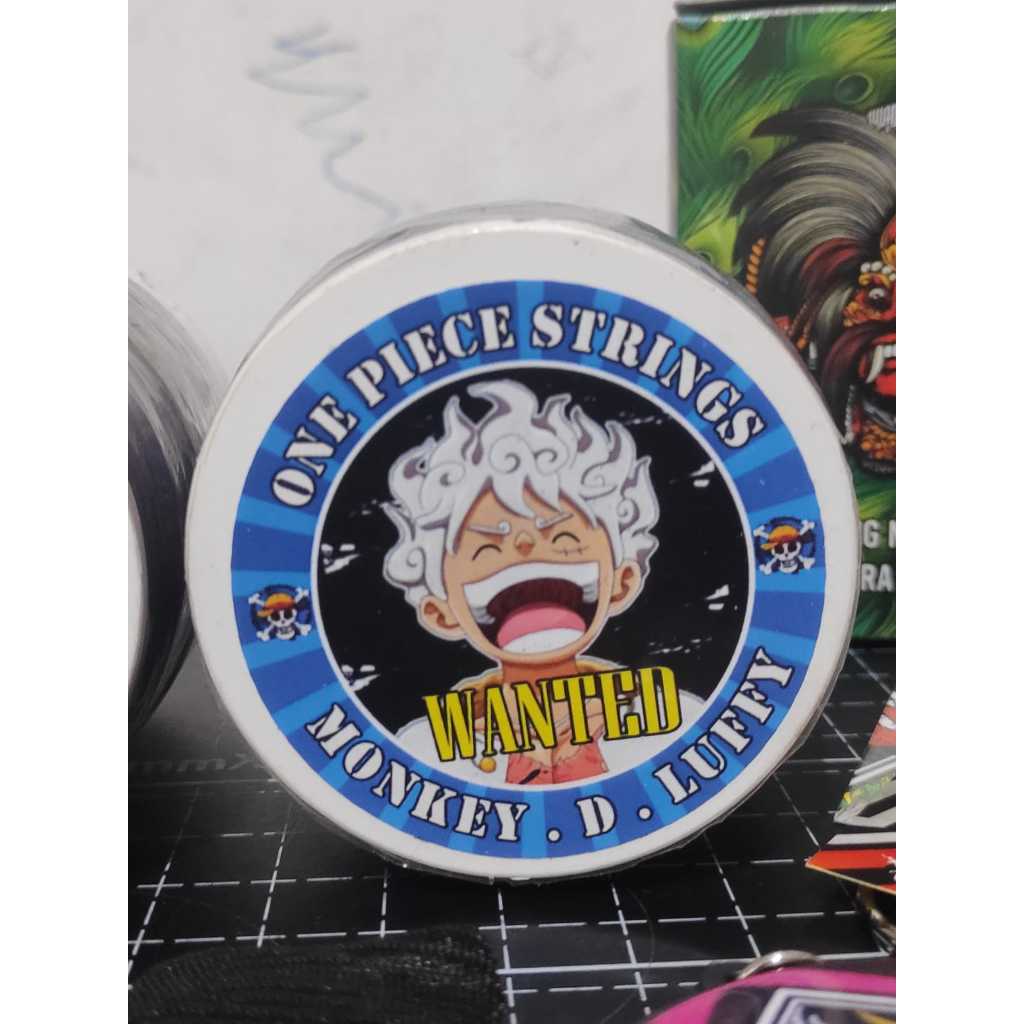 ONE PIECE STRINGS
WANTED
MONKEY . D . LUFFY